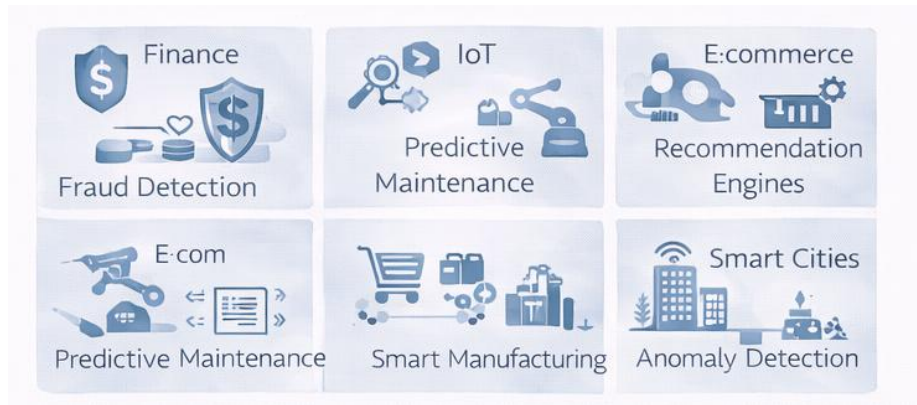 Finance
Fraud Detection
IoT
Predictive
Maintenance
E:commerce
Recommendation
Engines
E·com
Predictive Maintenance
Smart Manufacturing
Smart Cities
Anomaly Detection